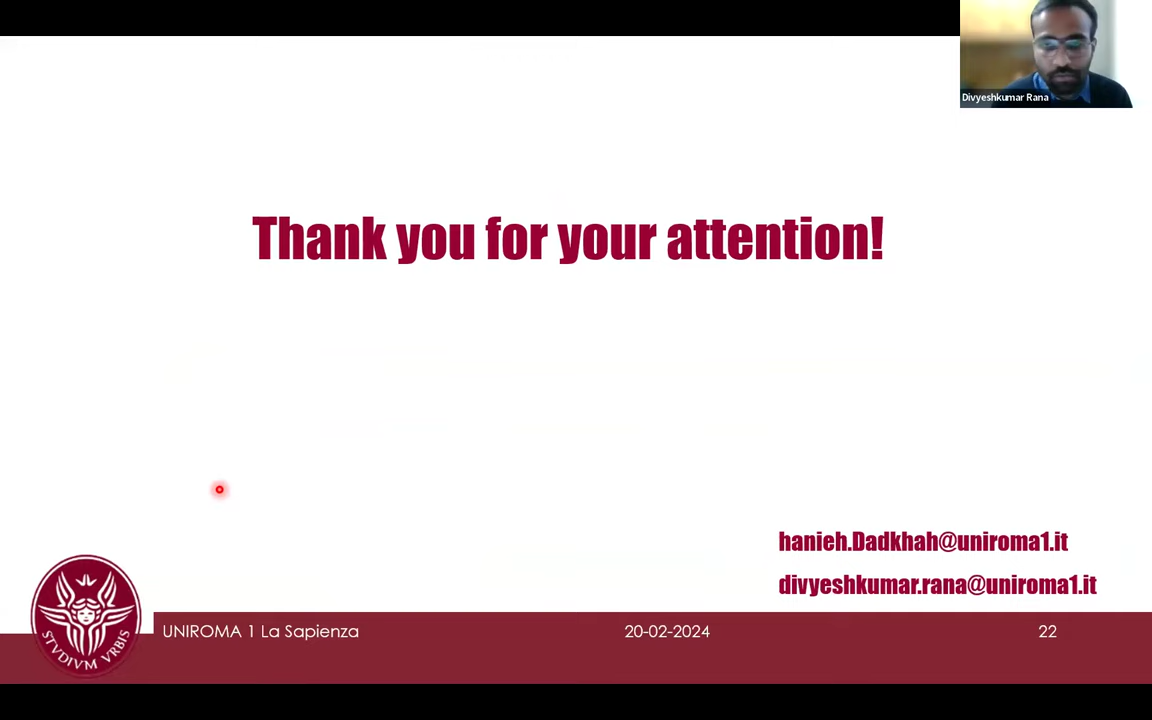 Divyeshkumar Rana
Thank you for your attention!
hanieh.Dadkhah@uniroma1.it
divyeshkumar.rana@uniroma1.it
STVDIVM VRBIS
UNIROMA 1 La Sapienza
20-02-2024
22